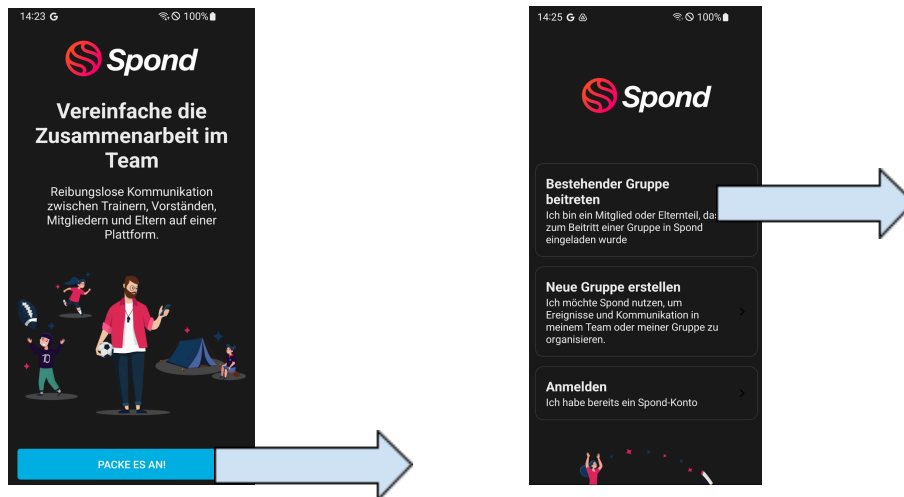 14:23 G
100%
Spond
Vereinfache die
Zusammenarbeit im
Team
Reibungslose Kommunikation
zwischen Trainern, Vorständen,
Mitgliedern und Eltern auf einer
Plattform.
10
PACKE ES AN!
14:25 G
100%
Spond
Bestehender Gruppe
beitreten
Ich bin ein Mitglied oder Elternteil,
zum Beitritt einer Gruppe in Spond
eingeladen wurde
Neue Gruppe erstellen
Ich möchte Spond nutzen, um
Ereignisse und Kommunikation in
meinem Team oder meiner Gruppe zu
organisieren.
Anmelden
Ich habe bereits ein Spond-Konto